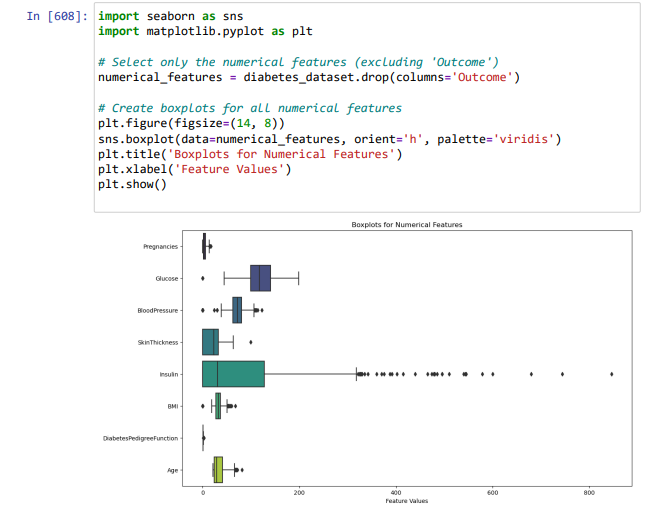 In [608]:
import seaborn as sns
import matplotlib.pyplot as plt
# Select only the numerical features (excluding 'Outcome')
numerical_features = diabetes_dataset.drop(columns='Outcome')
# Create boxplots for all numerical features
plt.figure(figsize=(14, 8))
sns.boxplot(data=numerical_features, orient='h', palette='viridis')
plt.title('Boxplots for Numerical Features')
plt.xlabel('Feature Values')
plt.show()
Boxplots for Numerical Features
Pregnancies
Glucose
BloodPressure
SkinThickness
Insulin
BMI
DiabetesPedigreeFunction
Age
0 200 400 600 800
Feature Values